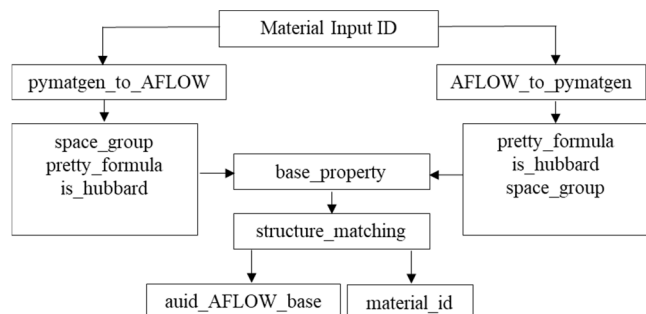 Material Input ID
pymatgen_to_AFLOW
AFLOW_to_pymatgen
space_group
pretty_formula
is_hubbard
pretty_formula
is_hubbard
space_group
base_property
structure_matching
auid_AFLOW_base
material_id